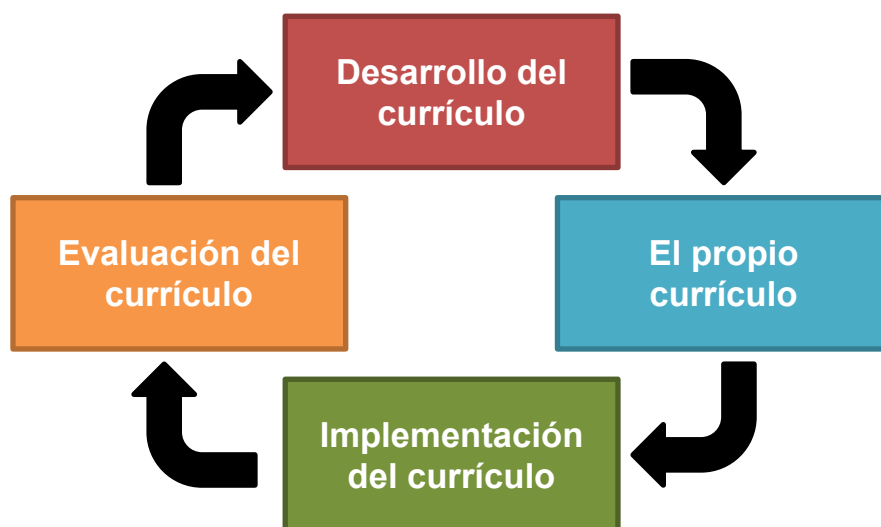 Desarrollo del
currículo
Evaluación del
currículo
El propio
currículo
Implementación
del currículo